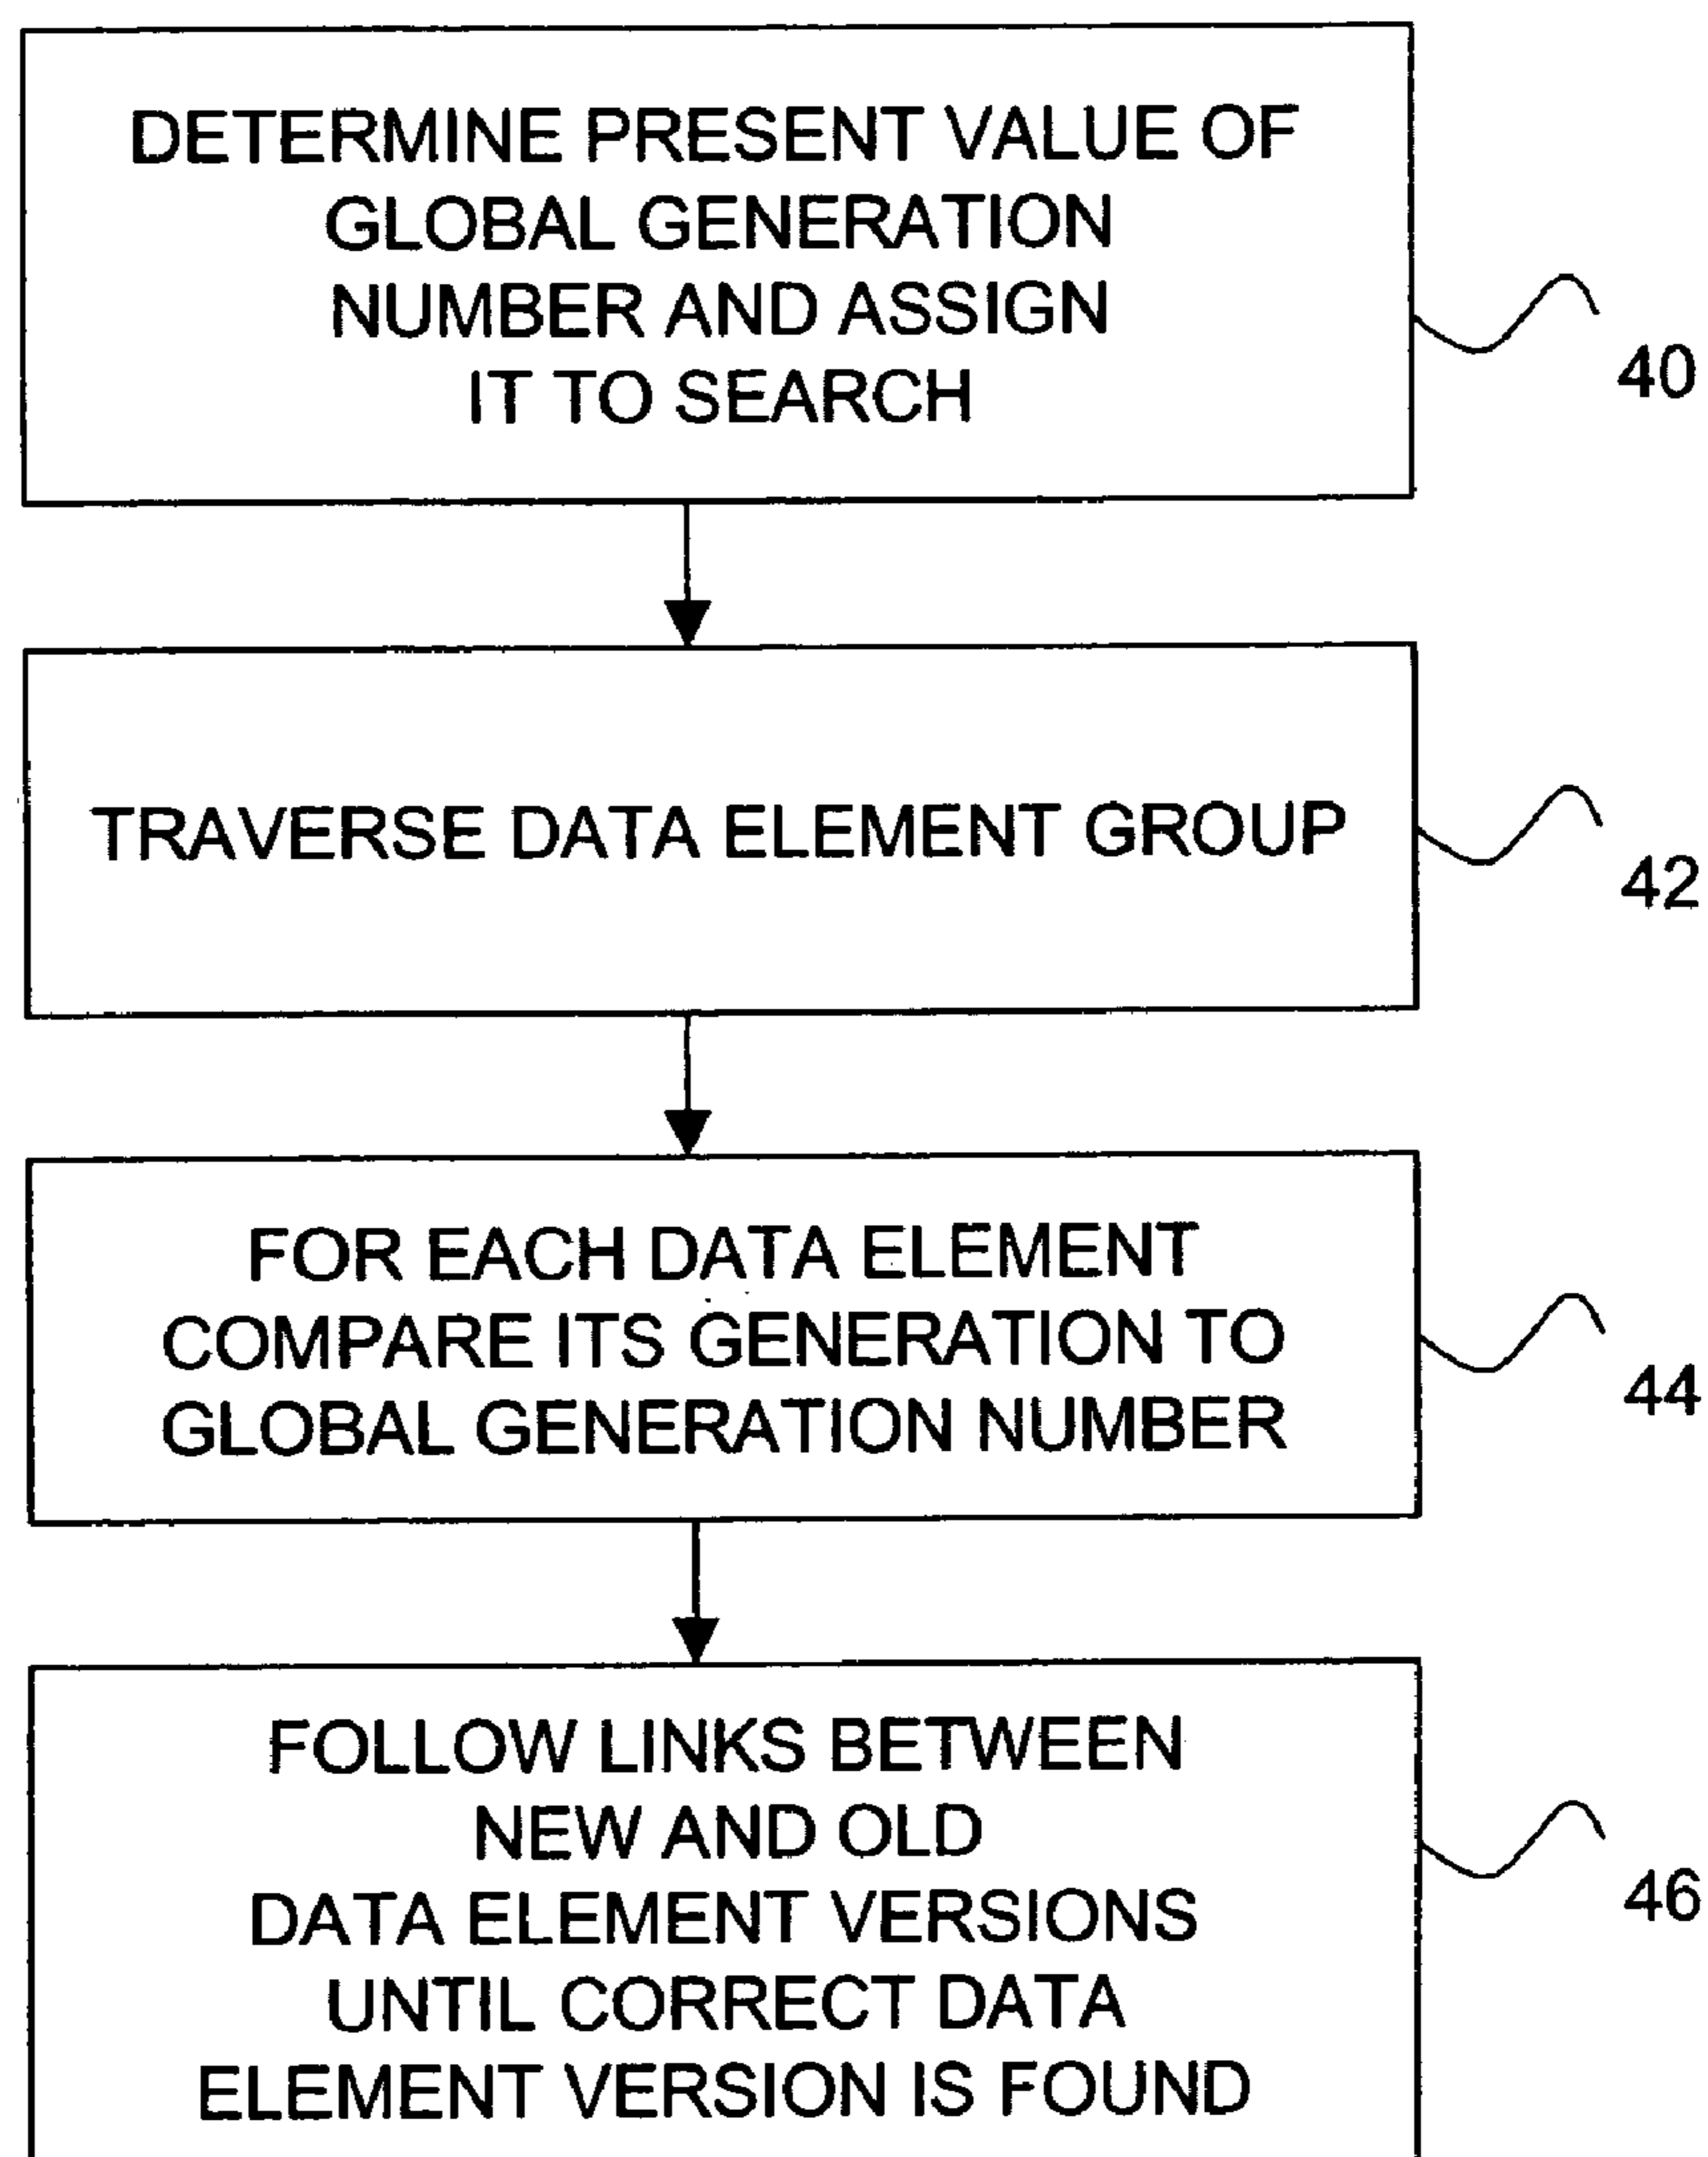 DETERMINE PRESENT VALUE OF
GLOBAL GENERATION
NUMBER AND ASSIGN
IT TO SEARCH
40
TRAVERSE DATA ELEMENT GROUP
42
FOR EACH DATA ELEMENT
COMPARE ITS GENERATION TO
GLOBAL GENERATION NUMBER
44
FOLLOW LINKS BETWEEN
NEW AND OLD
DATA ELEMENT VERSIONS
UNTIL CORRECT DATA
ELEMENT VERSION IS FOUND
46